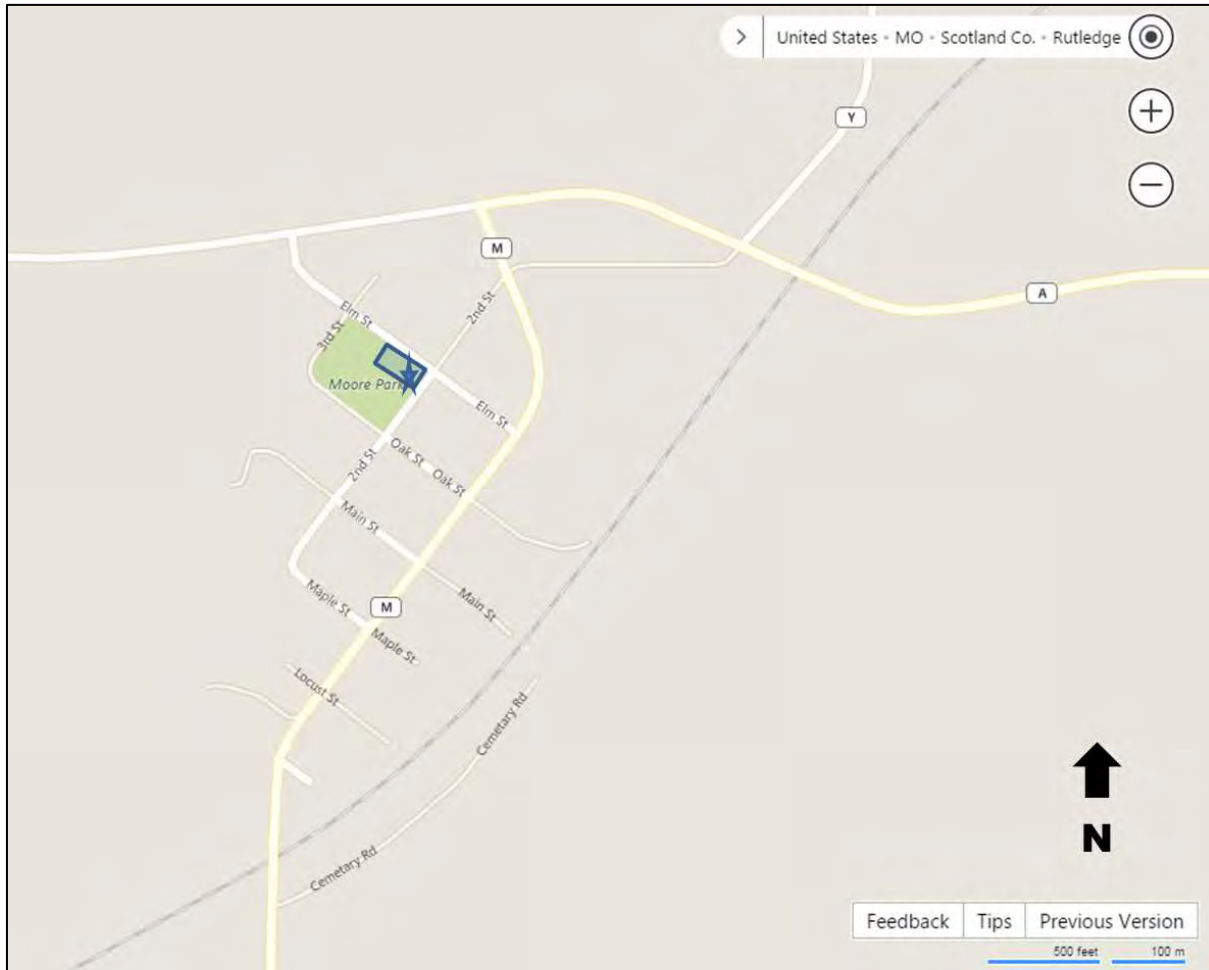 United States • MO • Scotland Co. • Rutledge
Y
M
A
Elm St
2nd St
3rd St
Moore Park
Elm St
2nd St
Oak St
Oak St
Main St
Main St
Maple St
M
Maple St
Locust St
Cemetary Rd
Cemetary Rd
N
Feedback
Tips
Previous Version
500 feet
100 m